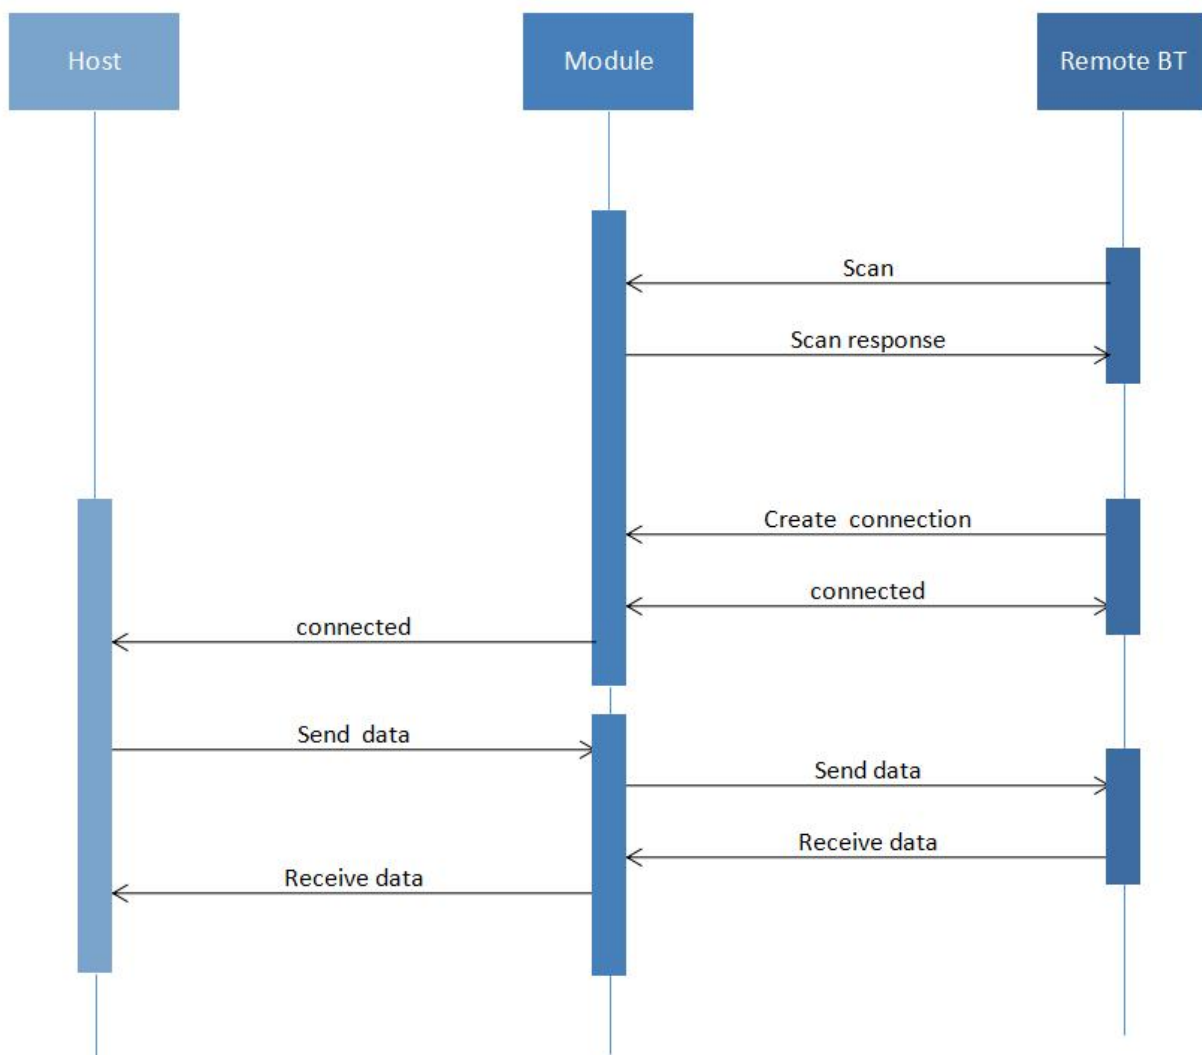 Host
Module
Remote BT
Scan
Scan response
Create  connection
connected
connected
Send  data
Send data
Receive data
Receive data